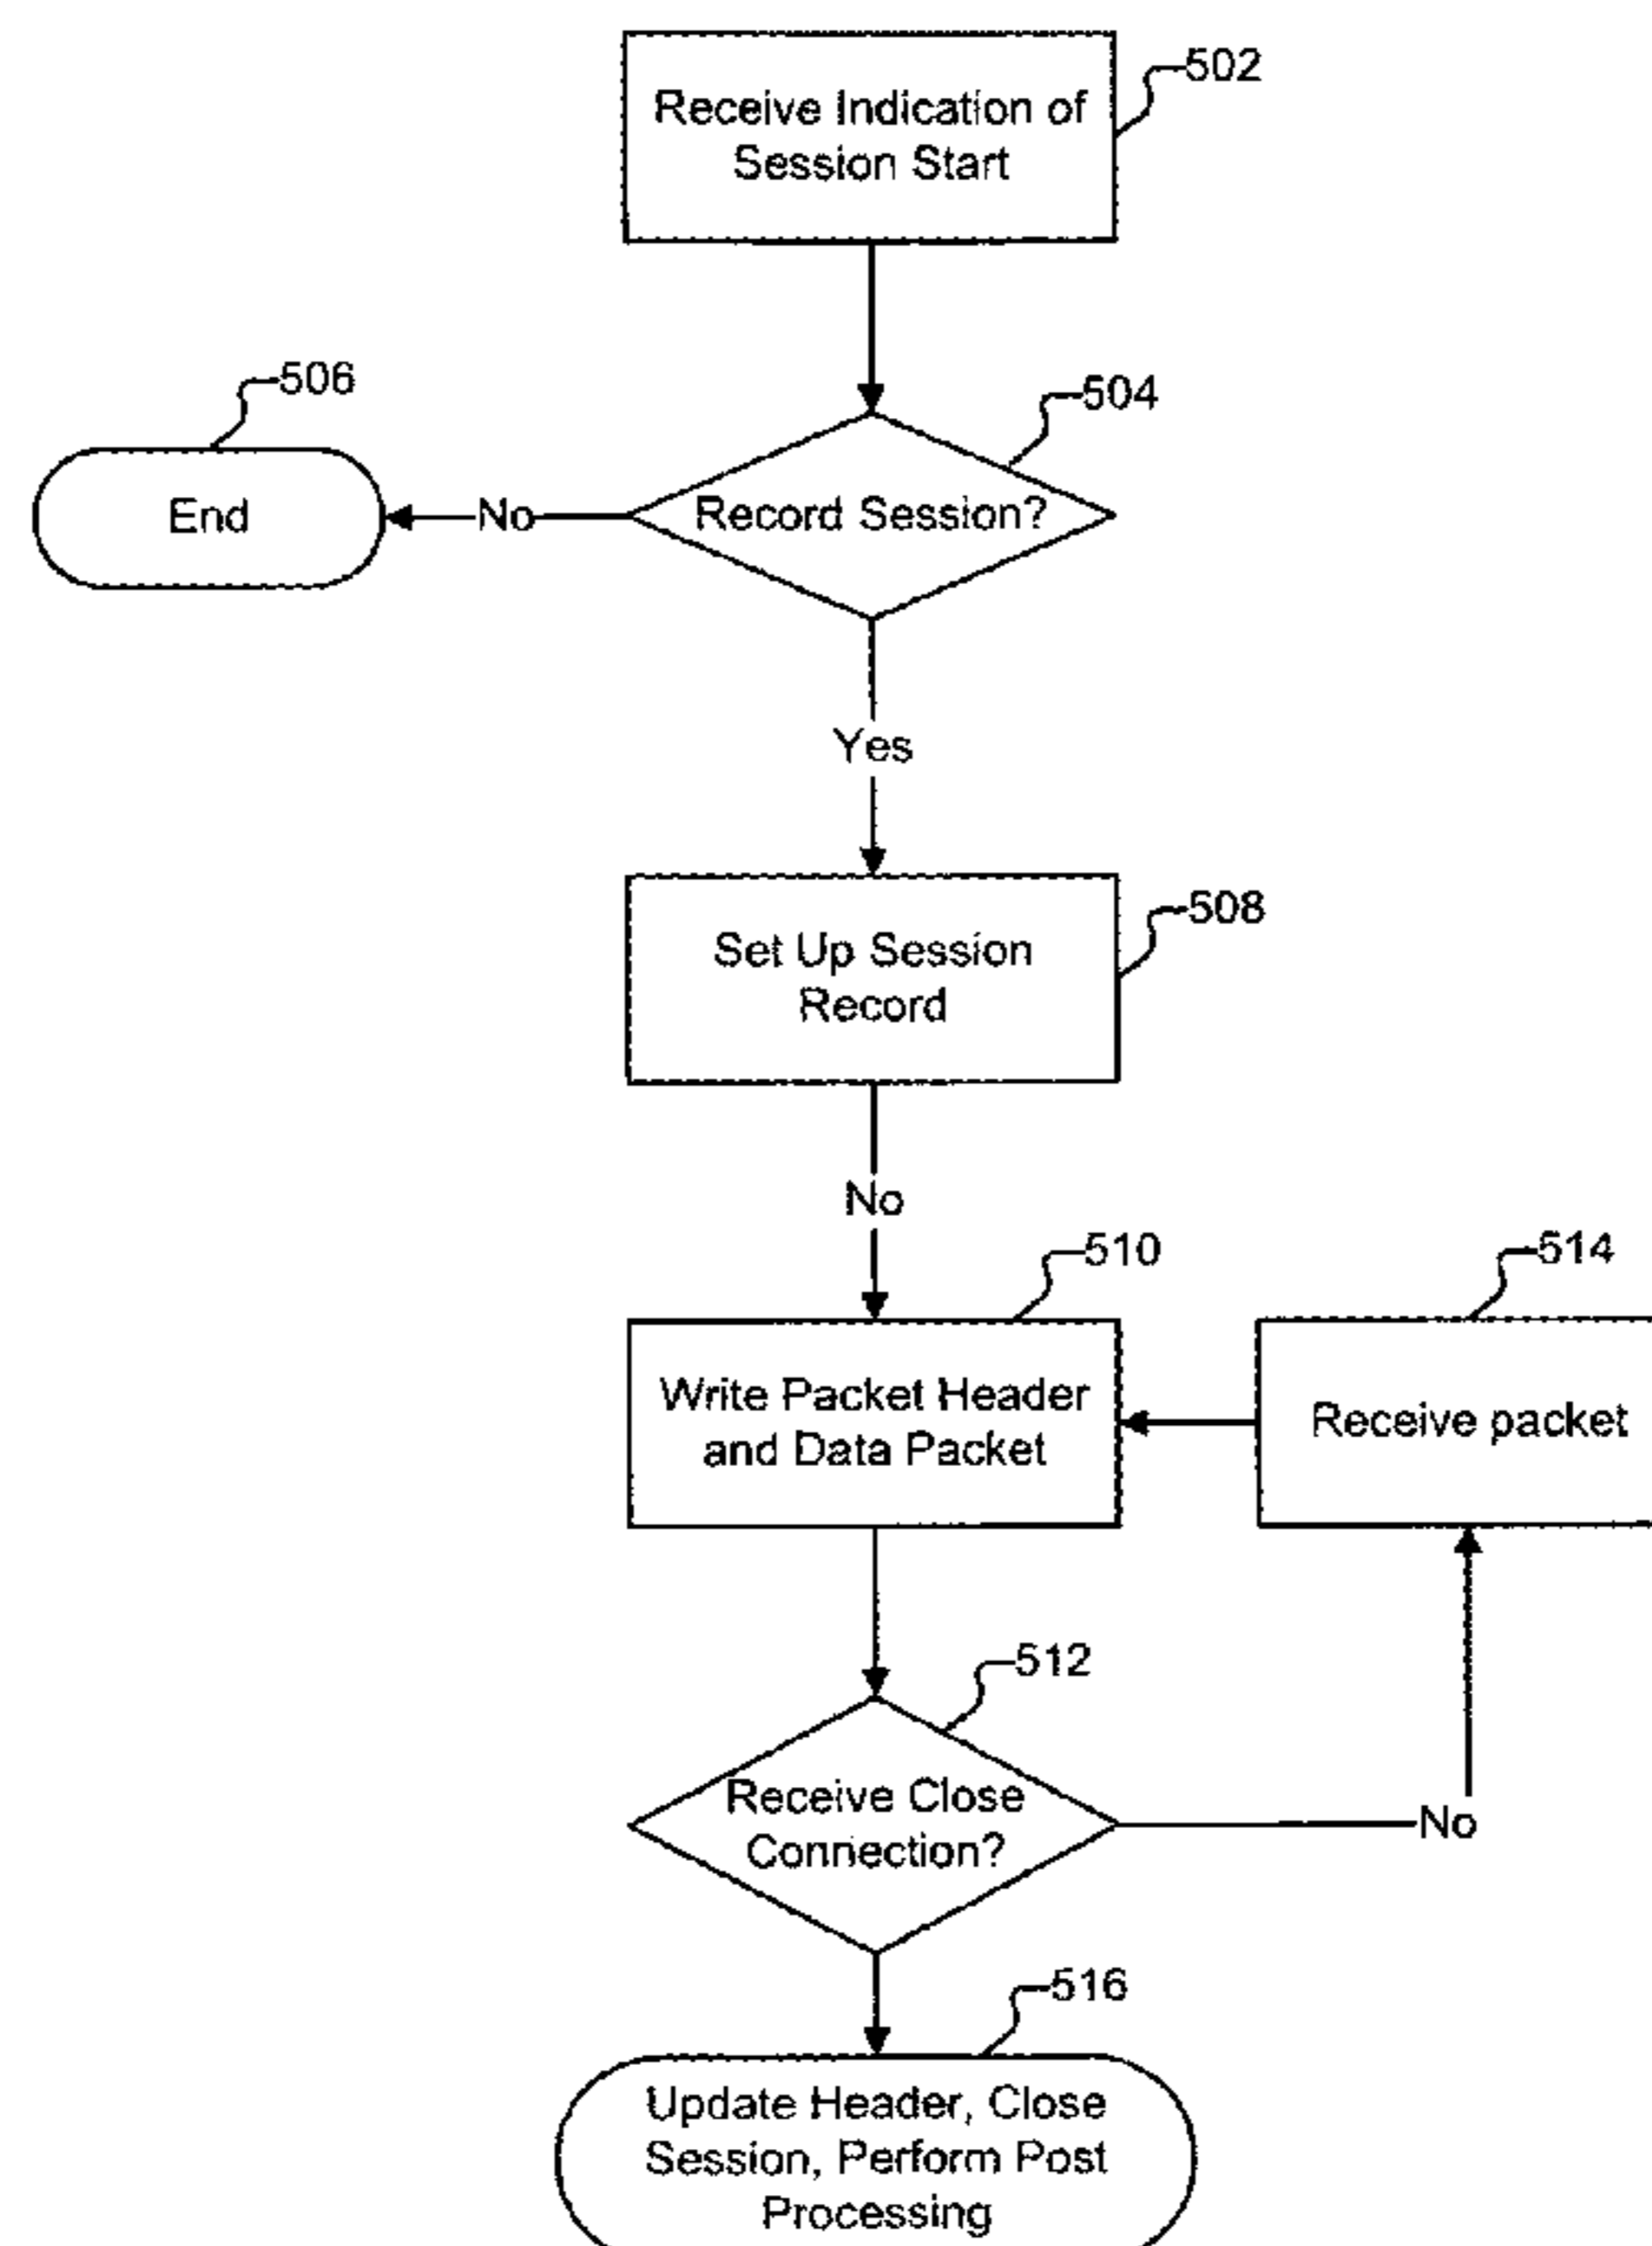 502
Receive Indication of
Session Start
506
504
End
No
Record Session?
Yes
508
Set Up Session
Record
No
510
514
Write Packet Header
and Data Packet
Receive packet
512
Receive Close
Connection?
No
516
Update Header, Close
Session, Perform Post
Processing